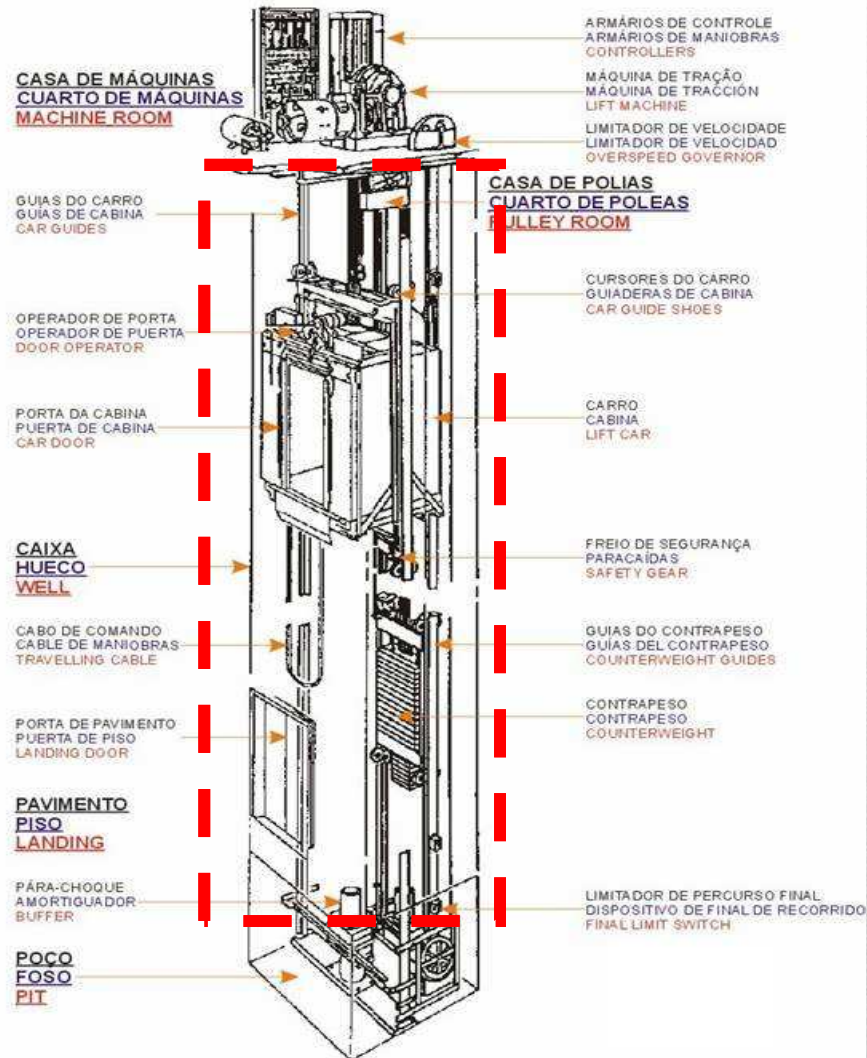 ARMÁRIOS DE CONTROLE
ARMÁRIOS DE MANIOBRAS
CONTROLLERS
CASA DE MÁQUINAS
CUARTO DE MÁQUINAS
MACHINE ROOM
MÁQUINA DE TRAÇÃO
MÁQUINA DE TRACCIÓN
LIFT MACHINE
LIMITADOR DE VELOCIDADE
LIMITADOR DE VELOCIDAD
OVERSPEED GOVERNOR
CASA DE POLIAS
CUARTO DE POLEAS
PULLEY ROOM
GUIAS DO CARRO
GUÍAS DE CABINA
CAR GUIDES
CURSORES DO CARRO
GUIADERAS DE CABINA
CAR GUIDE SHOES
OPERADOR DE PORTA
OPERADOR DE PUERTA
DOOR OPERATOR
PORTA DA CABINA
PUERTA DE CABINA
CAR DOOR
CARRO
CABINA
LIFT CAR
CAIXA
HUECO
WELL
FREIO DE SEGURANÇA
PARACAÍDAS
SAFETY GEAR
CABO DE COMANDO
CABLE DE MANIOBRAS
TRAVELLING CABLE
GUIAS DO CONTRAPESO
GUÍAS DEL CONTRAPESO
COUNTERWEIGHT GUIDES
PORTA DE PAVIMENTO
PUERTA DE PISO
LANDING DOOR
CONTRAPESO
CONTRAPESO
COUNTERWEIGHT
PAVIMENTO
PISO
LANDING
PÁRA-CHOQUE
AMORTIGUADOR
BUFFER
LIMITADOR DE PERCURSO FINAL
DISPOSITIVO DE FINAL DE RECORRIDO
FINAL LIMIT SWITCH
POÇO
FOSO
PIT